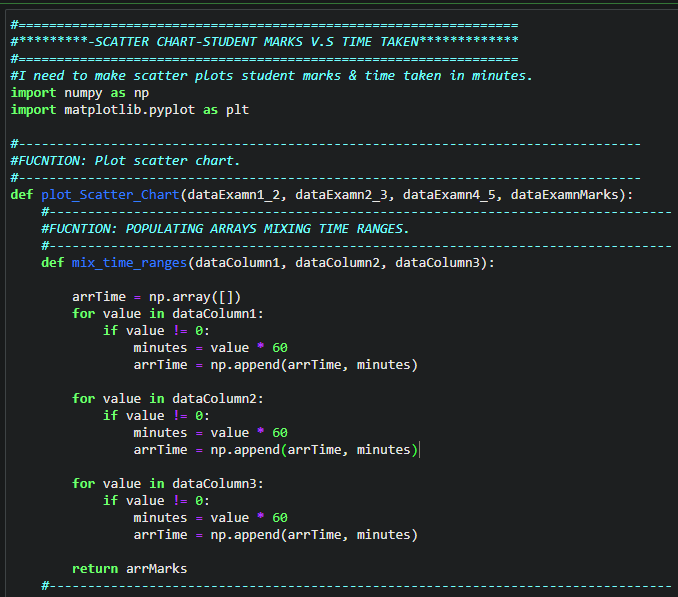 #=================================================================
#*********-SCATTER CHART-STUDENT MARKS V.S TIME TAKEN*************
#=================================================================
#I need to make scatter plots student marks & time taken in minutes.
import numpy as np
import matplotlib.pyplot as plt
#---------------------------------------------------------------------------------
#FUCNTION: Plot scatter chart.
#---------------------------------------------------------------------------------
def plot_Scatter_Chart(dataExamn1_2, dataExamn2_3, dataExamn4_5, dataExamnMarks):
    #---------------------------------------------------------------------------------
    #FUCNTION: POPULATING ARRAYS MIXING TIME RANGES.
    #---------------------------------------------------------------------------------
    def mix_time_ranges(dataColumn1, dataColumn2, dataColumn3):
        arrTime = np.array([])
        for value in dataColumn1:
            if value != 0:
                minutes = value * 60
                arrTime = np.append(arrTime, minutes)
        for value in dataColumn2:
            if value != 0:
                minutes = value * 60
                arrTime = np.append(arrTime, minutes)
        for value in dataColumn3:
            if value != 0:
                minutes = value * 60
                arrTime = np.append(arrTime, minutes)
        return arrMarks
    #---------------------------------------------------------------------------------